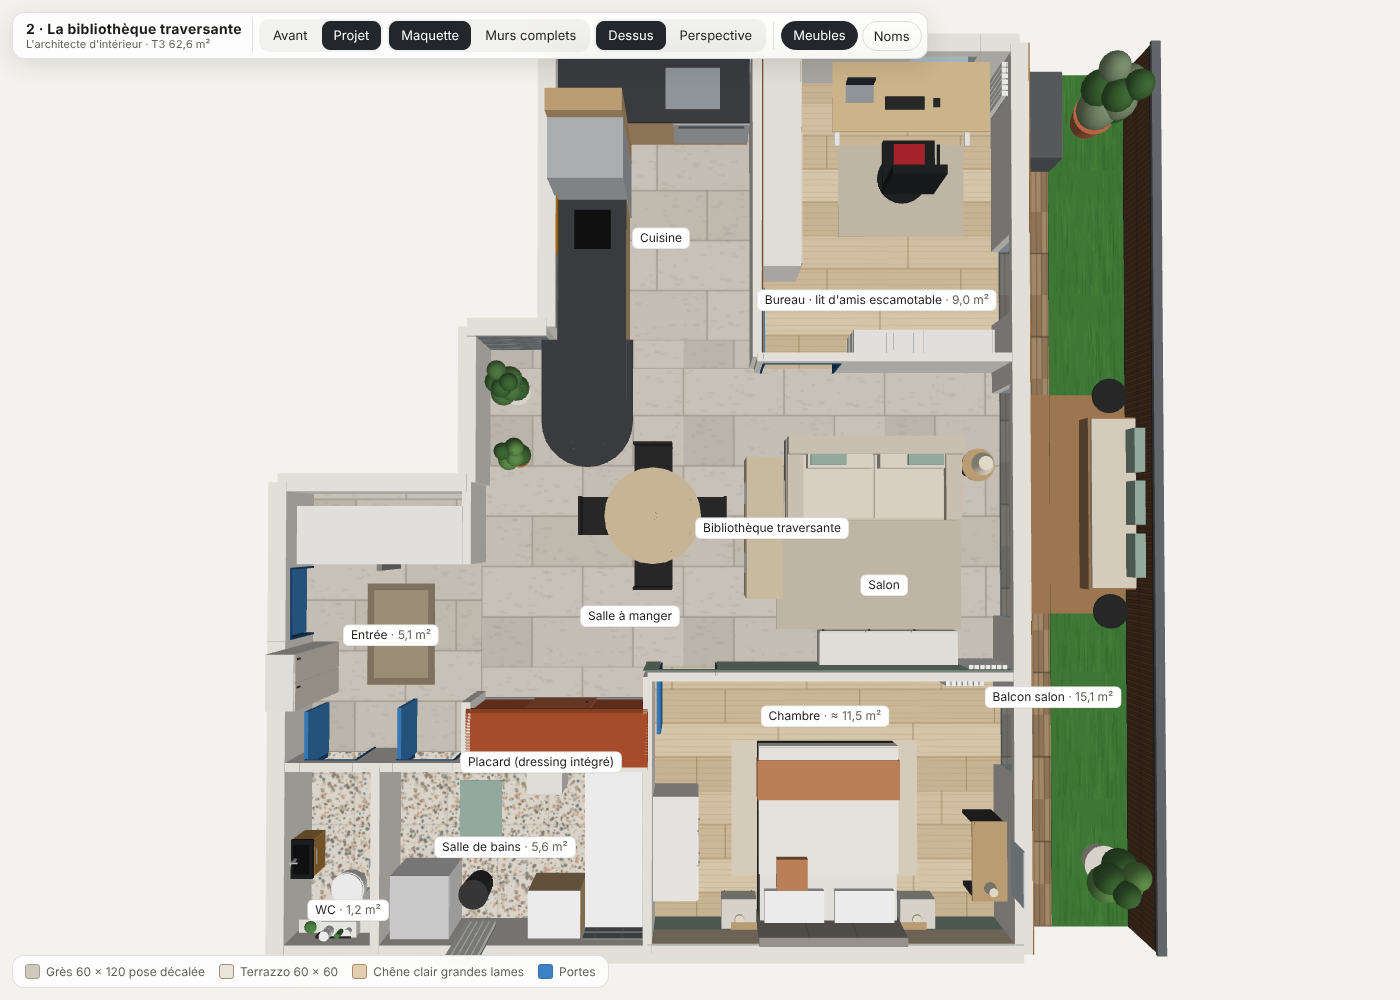 2 · La bibliothèque traversante
L'architecte d'intérieur · T3 62,6 m²
Avant
Projet
Maquette
Murs complets
Dessus
Perspective
Meubles
Noms
Cuisine
Bureau · lit d'amis escamotable · 9,0 m²
Bibliothèque traversante
Salon
Salle à manger
Entrée · 5,1 m²
Balcon salon · 15,1 m²
Chambre · ≈ 11,5 m²
Placard (dressing intégré)
Salle de bains · 5,6 m²
WC · 1,2 m²
Grès 60 × 120 pose décalée
Terrazzo 60 × 60
Chêne clair grandes lames
Portes